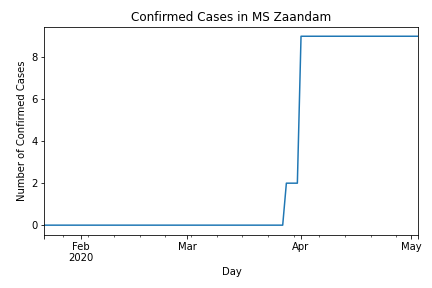 Confirmed Cases in MS Zaandam
Number of Confirmed Cases
8
6
4
2
0
Feb Mar Apr May
2020
Day